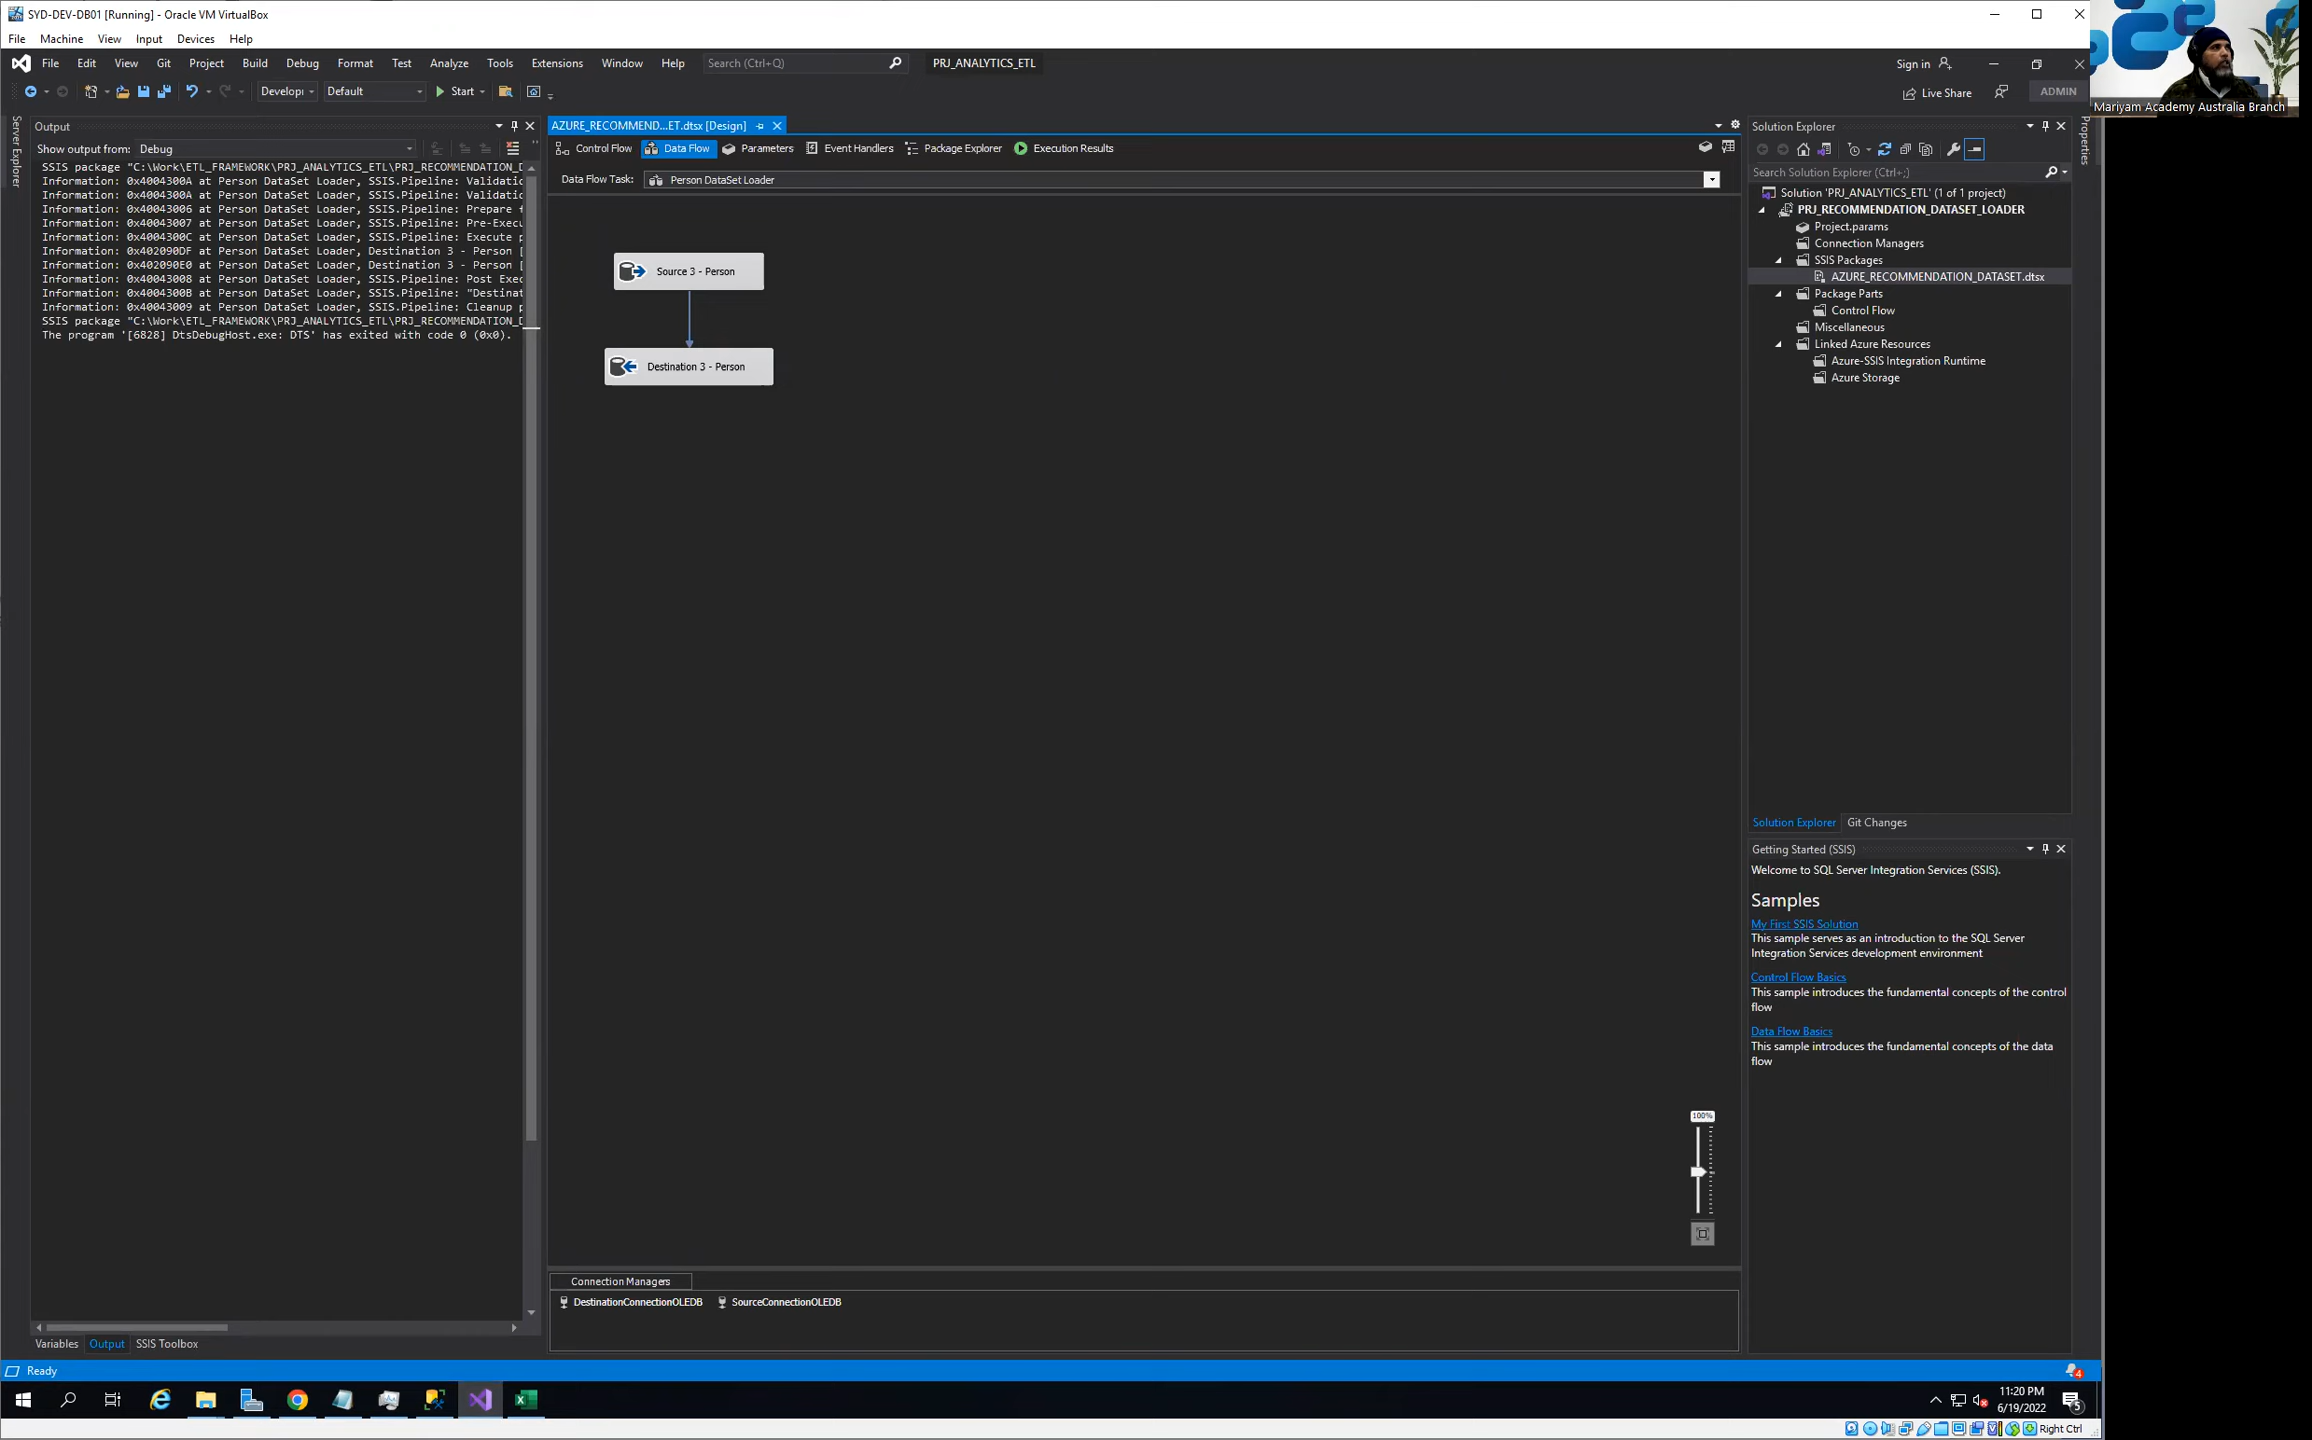 SYD-DEV-DB01 [Running] - Oracle VM VirtualBox
File Machine View Input Devices Help
File Edit View Git Project Build Debug Format Test Analyze Tools Extensions Window Help Search (Ctrl+Q) PRJ_ANALYTICS_ETL Sign in
Developi Default Start Live Share ADMIN
Mariyam Academy Australia Branch
Server Explorer
Output
Show output from: Debug
SSIS package "C:\Work\ETL_FRAMEWORK\PRJ_ANALYTICS_ETL\PRJ_RECOMMENDATION_D
Information: 0x4004300A at Person DataSet Loader, SSIS.Pipeline: Validatio
Information: 0x4004300A at Person DataSet Loader, SSIS.Pipeline: Validatio
Information: 0x40043006 at Person DataSet Loader, SSIS.Pipeline: Prepare f
Information: 0x40043007 at Person DataSet Loader, SSIS.Pipeline: Pre-Execu
Information: 0x4004300C at Person DataSet Loader, SSIS.Pipeline: Execute p
Information: 0x402090DF at Person DataSet Loader, Destination 3 - Person [
Information: 0x402090E0 at Person DataSet Loader, Destination 3 - Person [
Information: 0x40043008 at Person DataSet Loader, SSIS.Pipeline: Post Exec
Information: 0x4004300B at Person DataSet Loader, SSIS.Pipeline: "Destinat
Information: 0x40043009 at Person DataSet Loader, SSIS.Pipeline: Cleanup p
SSIS package "C:\Work\ETL_FRAMEWORK\PRJ_ANALYTICS_ETL\PRJ_RECOMMENDATION_D
The program '[6828] DtsDebugHost.exe: DTS' has exited with code 0 (0x0).
Variables Output SSIS Toolbox
AZURE_RECOMMEND...ET.dtsx [Design]
Control Flow Data Flow Parameters Event Handlers Package Explorer Execution Results
Data Flow Task: Person DataSet Loader
Source 3 - Person
Destination 3 - Person
100%
Connection Managers
DestinationConnectionOLEDB SourceConnectionOLEDB
Solution Explorer
Search Solution Explorer (Ctrl+;)
Solution 'PRJ_ANALYTICS_ETL' (1 of 1 project)
PRJ_RECOMMENDATION_DATASET_LOADER
Project.params
Connection Managers
SSIS Packages
AZURE_RECOMMENDATION_DATASET.dtsx
Package Parts
Control Flow
Miscellaneous
Linked Azure Resources
Azure-SSIS Integration Runtime
Azure Storage
Solution Explorer Git Changes
Getting Started (SSIS)
Welcome to SQL Server Integration Services (SSIS).
Samples
My First SSIS Solution
This sample serves as an introduction to the SQL Server
Integration Services development environment
Control Flow Basics
This sample introduces the fundamental concepts of the control
flow
Data Flow Basics
This sample introduces the fundamental concepts of the data
flow
Properties
Ready
4
11:20 PM
6/19/2022
5
Right Ctrl